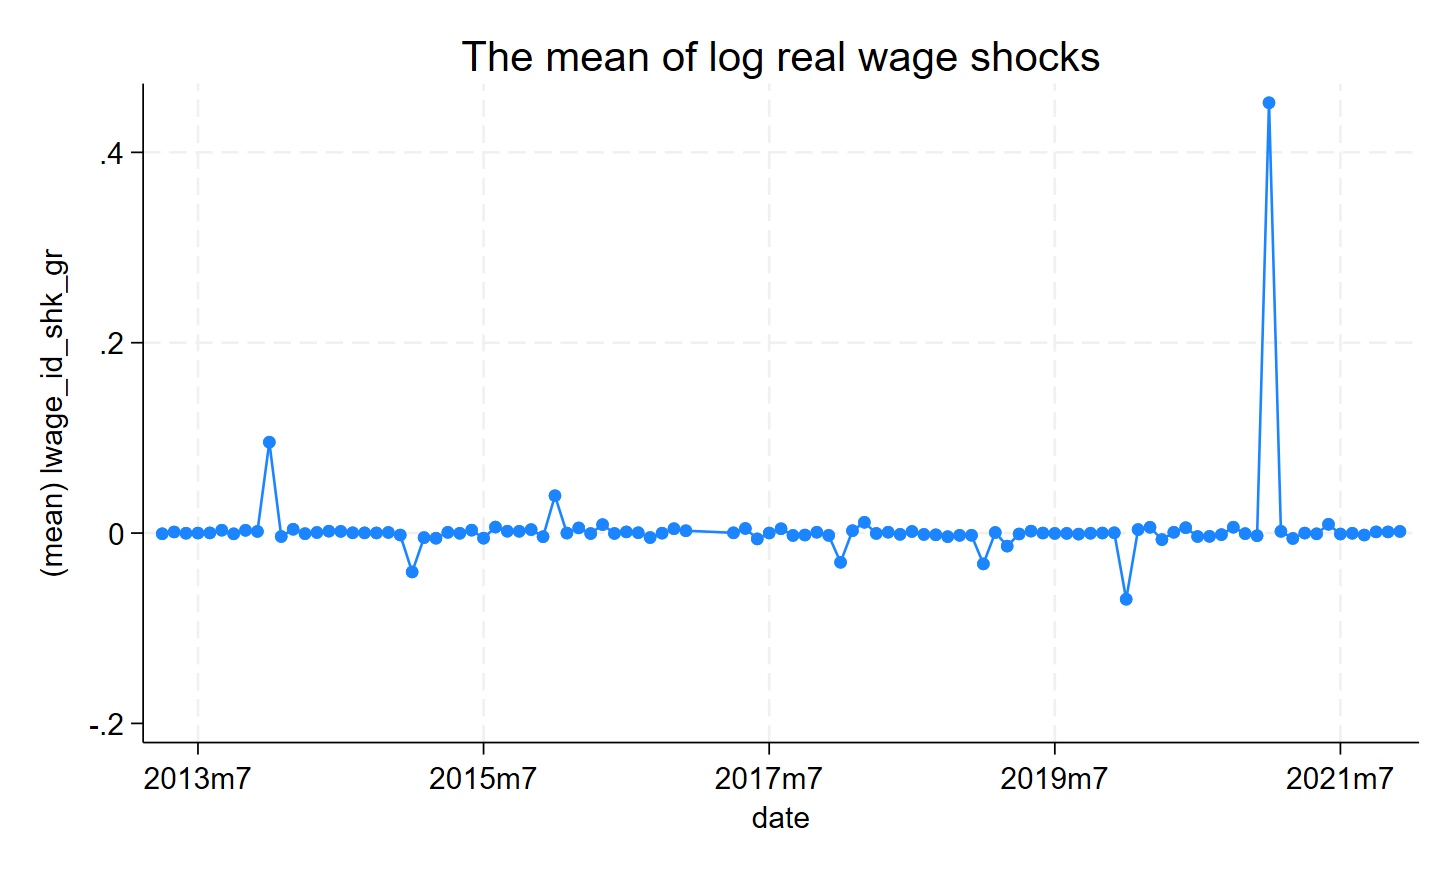 The mean of log real wage shocks
(mean) lwage_id_shk_gr
.4
.2
0
-.2
2013m7 2015m7 2017m7 2019m7 2021m7
date